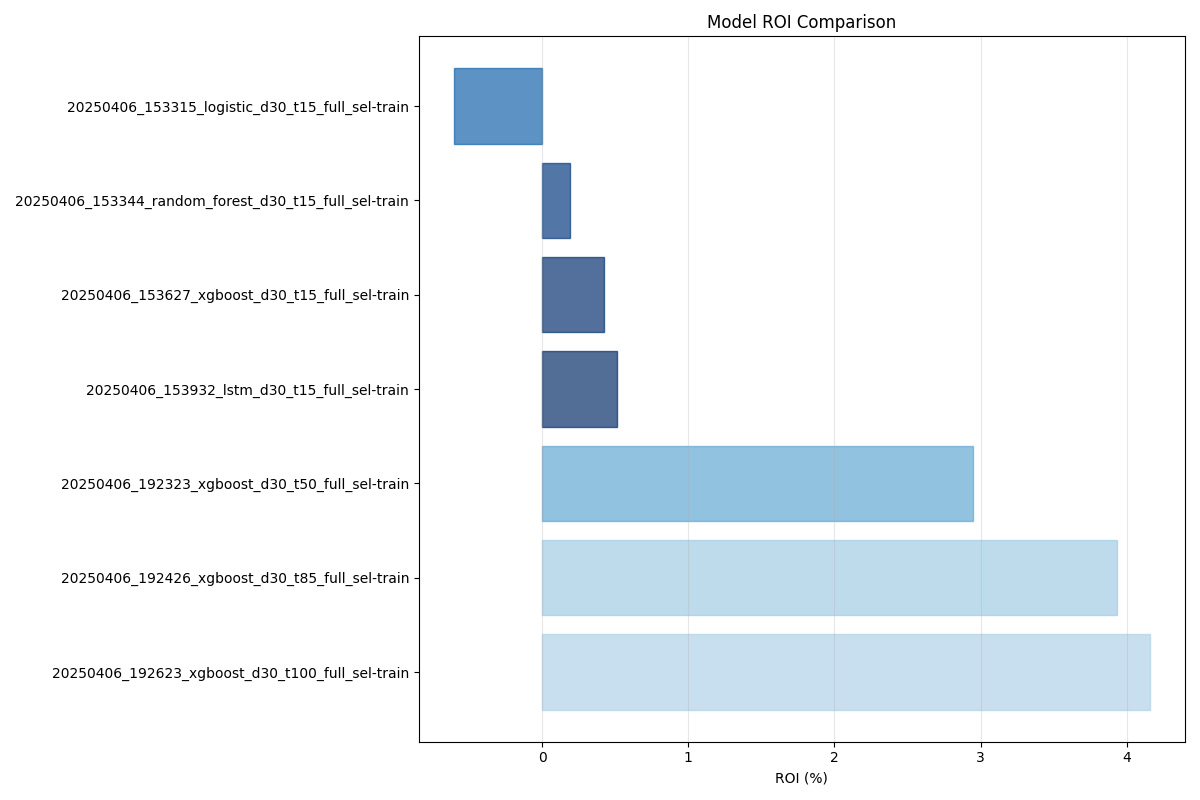 Model ROI Comparison
20250406_153315_logistic_d30_t15_full_sel-train
20250406_153344_random_forest_d30_t15_full_sel-train
20250406_153627_xgboost_d30_t15_full_sel-train
20250406_153932_lstm_d30_t15_full_sel-train
20250406_192323_xgboost_d30_t50_full_sel-train
20250406_192426_xgboost_d30_t85_full_sel-train
20250406_192623_xgboost_d30_t100_full_sel-train
0 1 2 3 4
ROI (%)